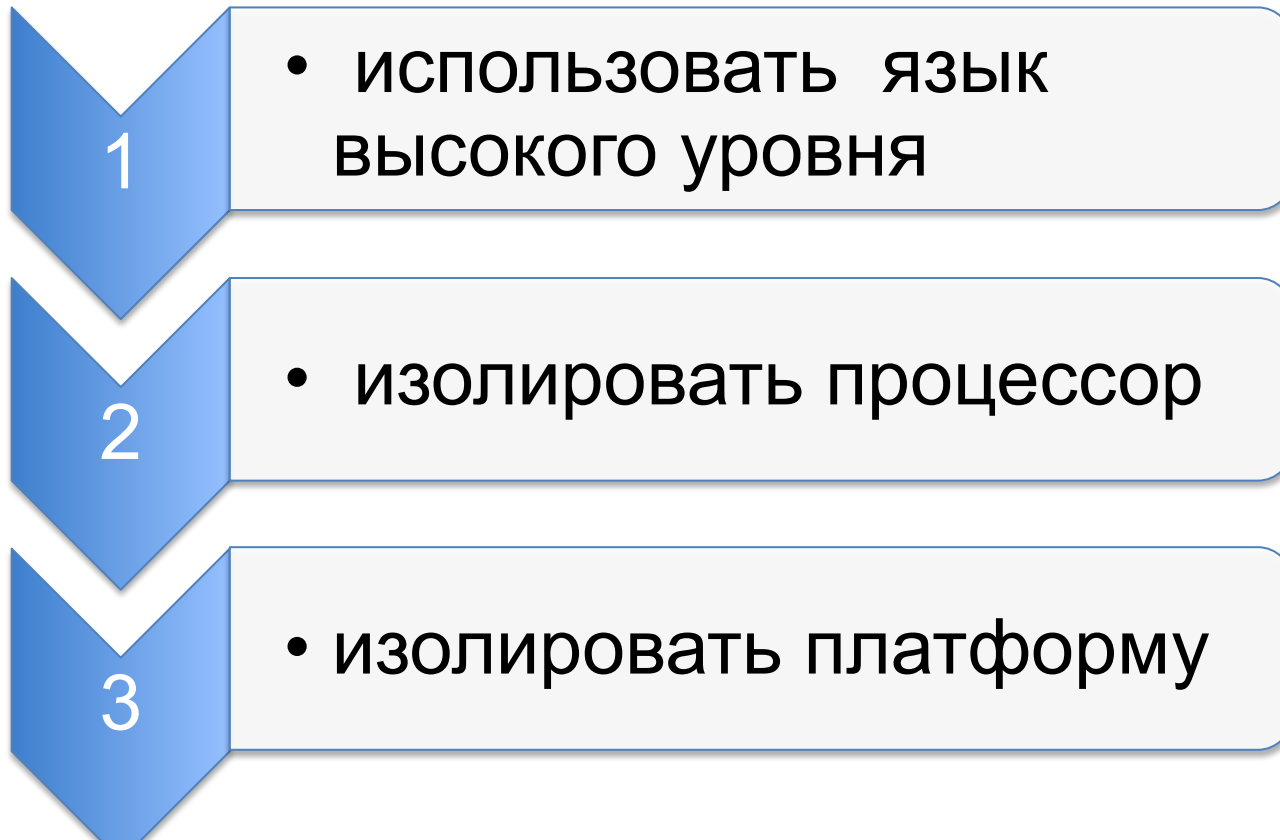 1
• использовать язык
высокого уровня
2
• изолировать процессор
3
• изолировать платформу